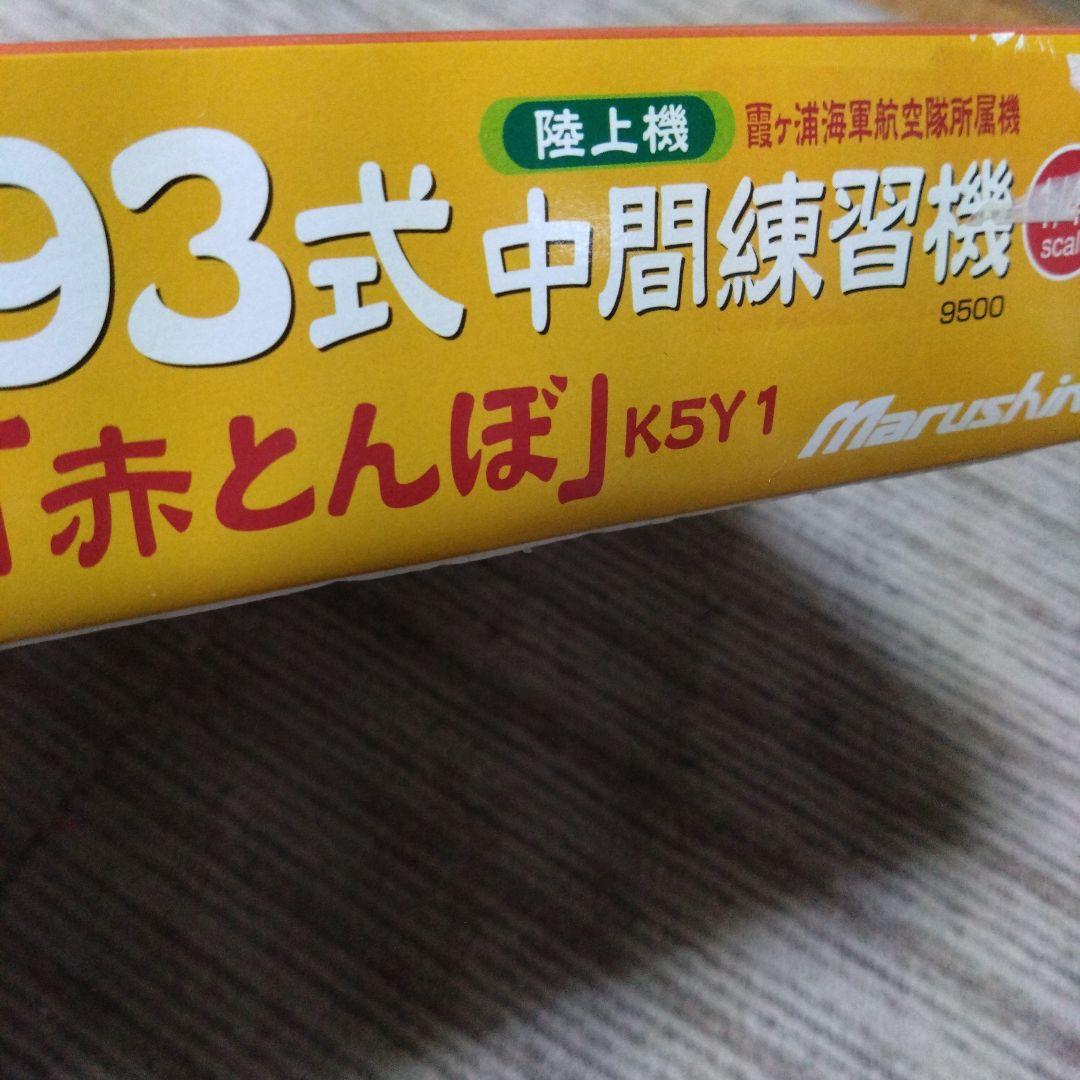 陸上機
霞ヶ浦海軍航空隊所属機
93式 中間練習機
9500
「赤とんぼ」K5Y1